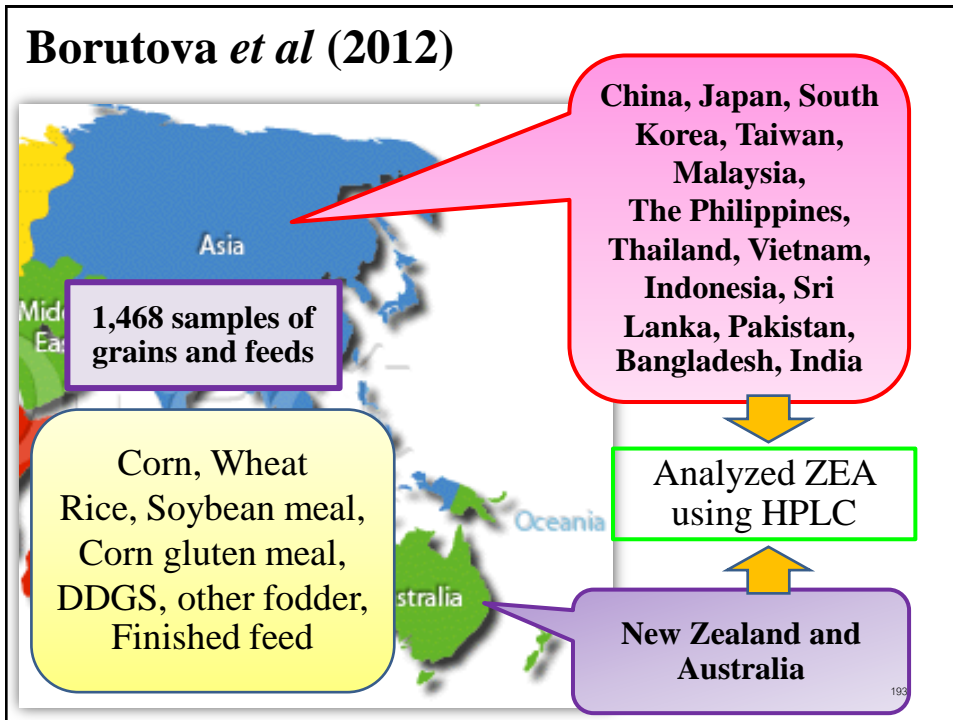 Borutova et al (2012)
China, Japan, South
Korea, Taiwan,
Malaysia,
The Philippines,
Thailand, Vietnam,
Indonesia, Sri
Lanka, Pakistan,
Bangladesh, India
Asia
Mid
Eas
1,468 samples of
grains and feeds
Corn, Wheat
Rice, Soybean meal,
Corn gluten meal,
DDGS, other fodder,
Finished feed
Oceania
stralia
Analyzed ZEA
using HPLC
New Zealand and
Australia
193